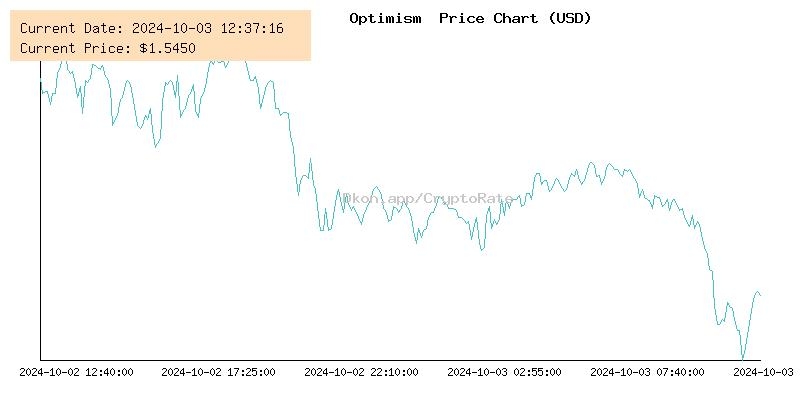 Optimism  Price Chart (USD)
Current Date: 2024-10-03 12:37:16
Current Price: $1.5450
Dkon.app/CryptoRate
2024-10-02 12:40:00
2024-10-02 17:25:00
2024-10-02 22:10:00
2024-10-03 02:55:00
2024-10-03 07:40:00
2024-10-03